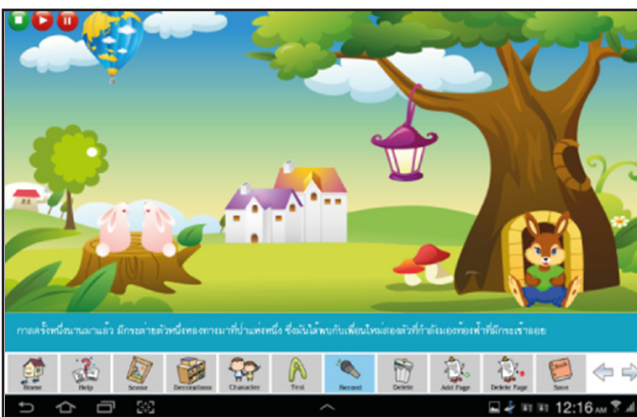 กาลครั้งหนึ่งนานมาแล้ว มีกระต่ายตัวหนึ่งหลงทางมาที่ป่าแห่งหนึ่ง ซึ่งมันได้พบกับเพื่อนใหม่สองตัวที่กำลังมองท้องฟ้าที่มีกระเช้าลอย
Home Help Scene Decorations Character Text Record Delete Add Page Delete Page Save
12:16 AM